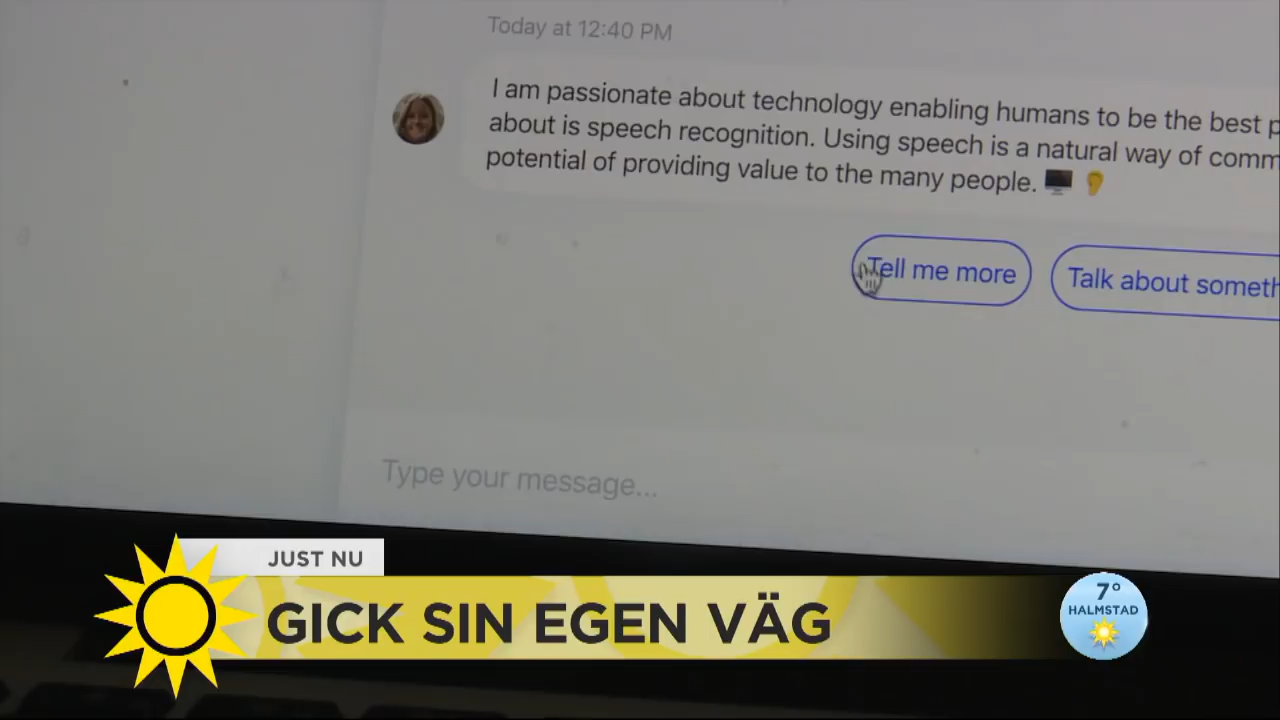 Today at 12:40 PM
I am passionate about technology enabling humans to be the best
about is speech recognition. Using speech is a natural way of
potential of providing value to the many people.
Tell me more
Talk about
Type your message...
JUST NU
GICK SIN EGEN VÄG
7°
HALMSTAD